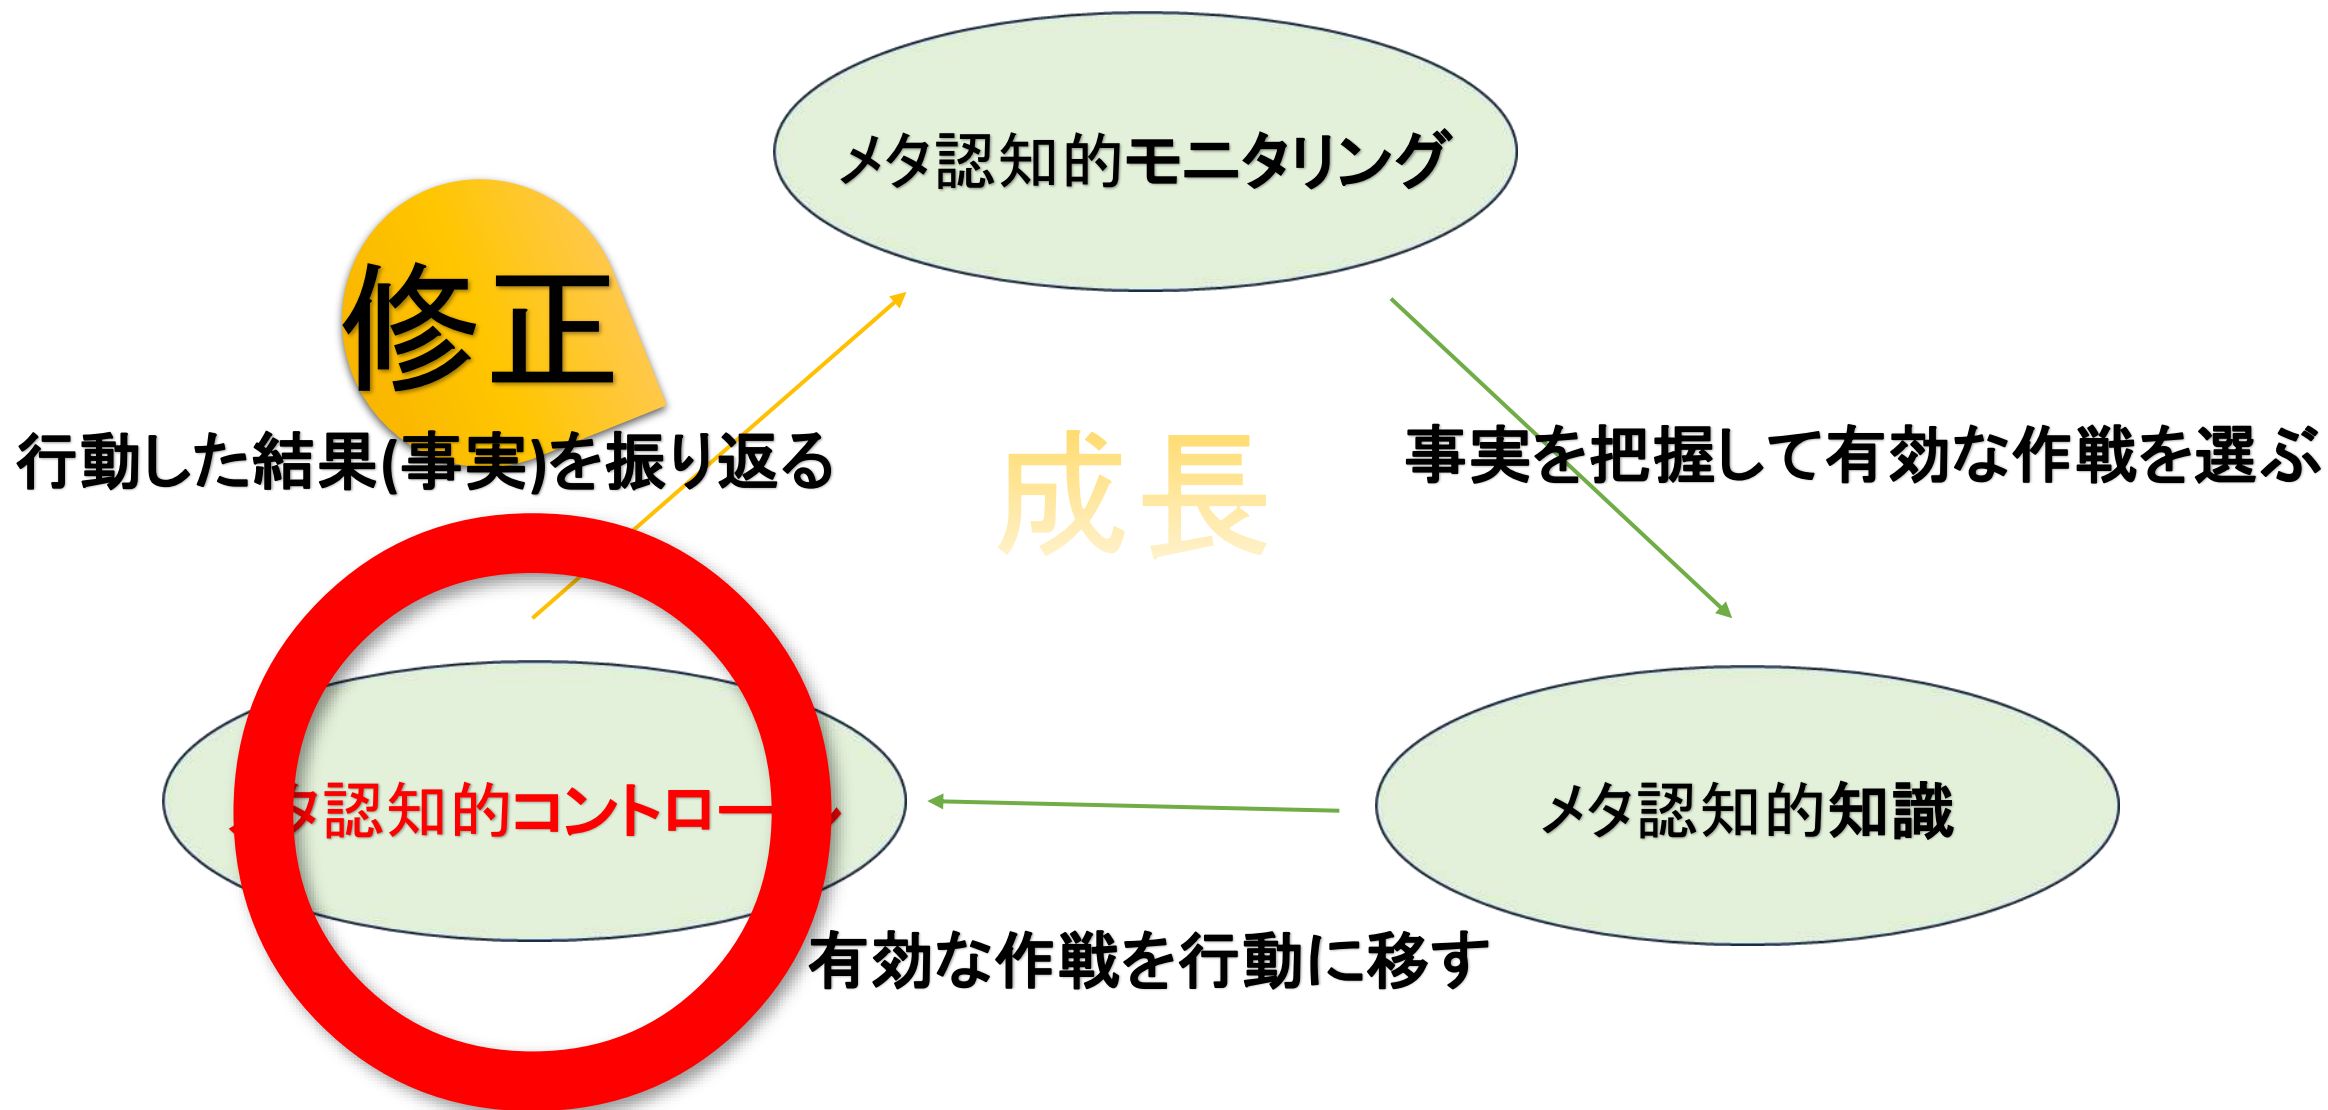 メタ認知的モニタリング
修正
行動した結果(事実)を振り返る
成長
事実を把握して有効な作戦を選ぶ
メタ認知的コントロール
メタ認知的知識
有効な作戦を行動に移す